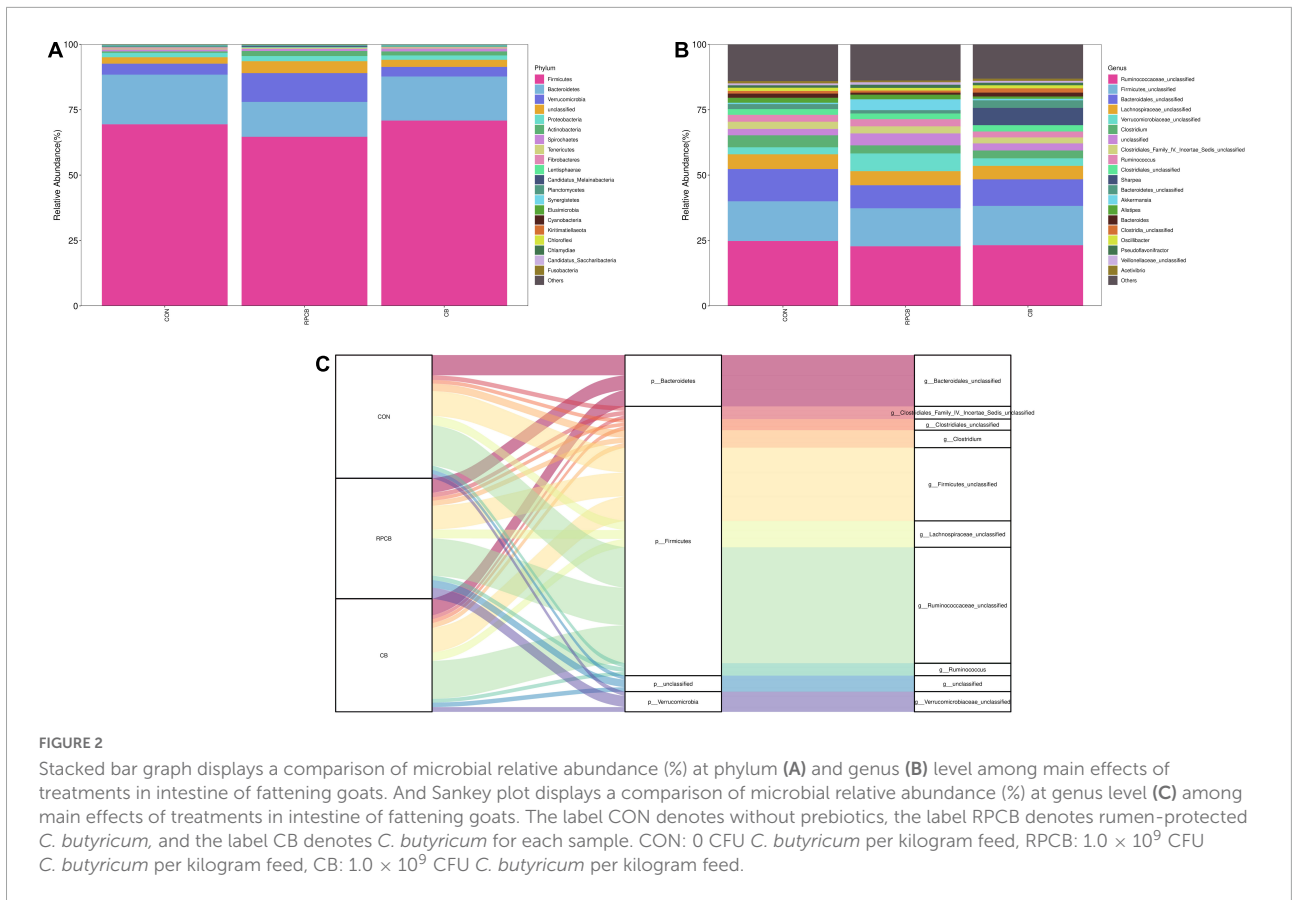 A
100
75
50
25
0
Relative Abundance(%)
CON
RPCB
CB
Phylum
Firmicutes
Bacteroidetes
Verrucomicrobia
unclassified
Proteobacteria
Actinobacteria
Spirochaetes
Tenericutes
Fibrobacteres
Lentisphaerae
Candidatus_Melainabacteria
Planctomycetes
Synergistetes
Elusimicrobia
Cyanobacteria
Kiritimatiellaeota
Chloroflexi
Chlamydiae
Candidatus_Saccharibacteria
Fusobacteria
Others
B
100
75
50
25
0
Relative Abundance(%)
CON
RPCB
CB
Genus
Ruminococcaceae_unclassified
Firmicutes_unclassified
Bacteroidales_unclassified
Lachnospiraceae_unclassified
Verrucomicrobiaceae_unclassified
Clostridium
unclassified
Clostridiales_Family_IV._Incertae_Sedis_unclassified
Ruminococcus
Clostridiales_unclassified
Sharpea
Bacteroidetes_unclassified
Akkermansia
Alistipes
Bacteroides
Clostridia_unclassified
Oscillibacter
Pseudoflavonifractor
Veillonellaceae_unclassified
Acetivibrio
Others
C
CON
RPCB
CB
p__Bacteroidetes
p__Firmicutes
p__unclassified
p__Verrucomicrobia
g__Bacteroidales_unclassified
g__Clostridiales_Family_IV._Incertae_Sedis_unclassified
g__Clostridiales_unclassified
g__Clostridium
g__Firmicutes_unclassified
g__Lachnospiraceae_unclassified
g__Ruminococcaceae_unclassified
g__Ruminococcus
g__unclassified
g__Verrucomicrobiaceae_unclassified
FIGURE 2
Stacked bar graph displays a comparison of microbial relative abundance (%) at phylum (A) and genus (B) level among main effects of
treatments in intestine of fattening goats. And Sankey plot displays a comparison of microbial relative abundance (%) at genus level (C) among
main effects of treatments in intestine of fattening goats. The label CON denotes without prebiotics, the label RPCB denotes rumen-protected
C. butyricum, and the label CB denotes C. butyricum for each sample. CON: 0 CFU C. butyricum per kilogram feed, RPCB: 1.0 × 10⁹ CFU
C. butyricum per kilogram feed, CB: 1.0 × 10⁹ CFU C. butyricum per kilogram feed.